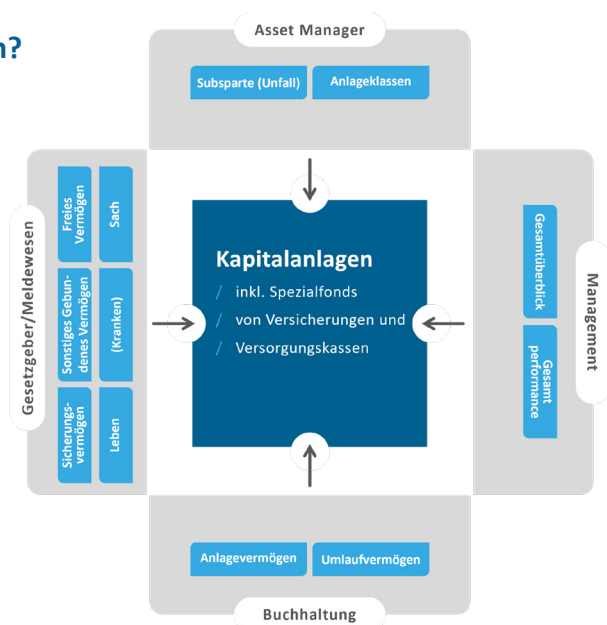 n?
Asset Manager
Subsparte (Unfall)
Anlageklassen
Gesetzgeber/Meldewesen
Freies
Vermögen
Sach
Sonstiges Gebun-
denes Vermögen
(Kranken)
Sicherungs-
vermögen
Leben
Kapitalanlagen
/ inkl. Spezialfonds
/ von Versicherungen und
/ Versorgungskassen
Gesamtüberblick
Gesamt
performance
Management
Anlagevermögen
Umlaufvermögen
Buchhaltung